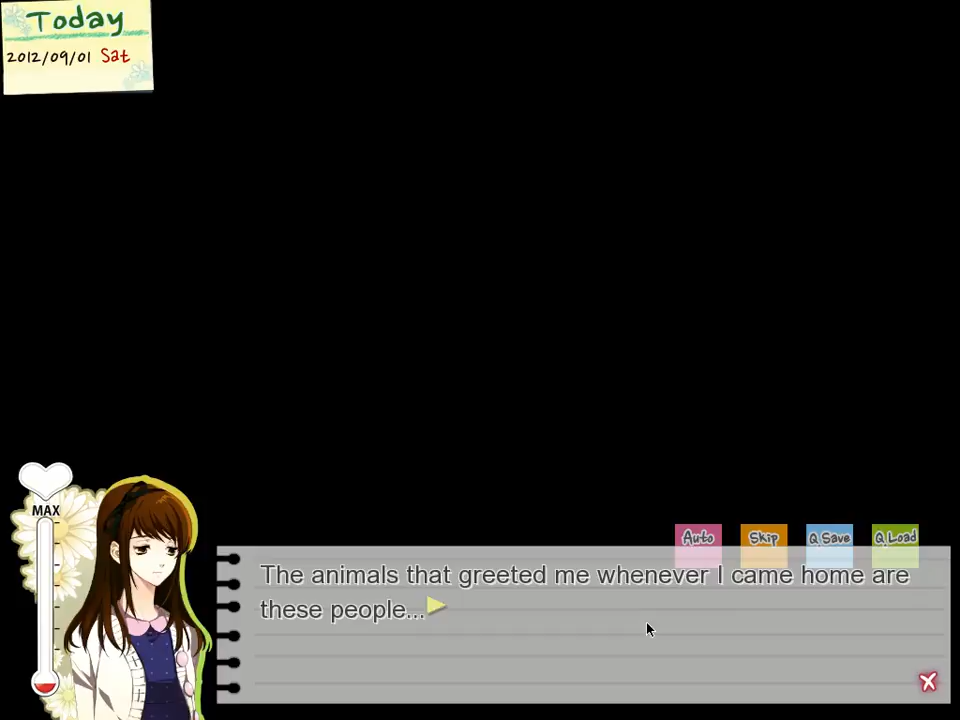 Today
2012/09/01 Sat
MAX
Auto Skip Q.Save Q.Load
The animals that greeted me whenever I came home are
these people...